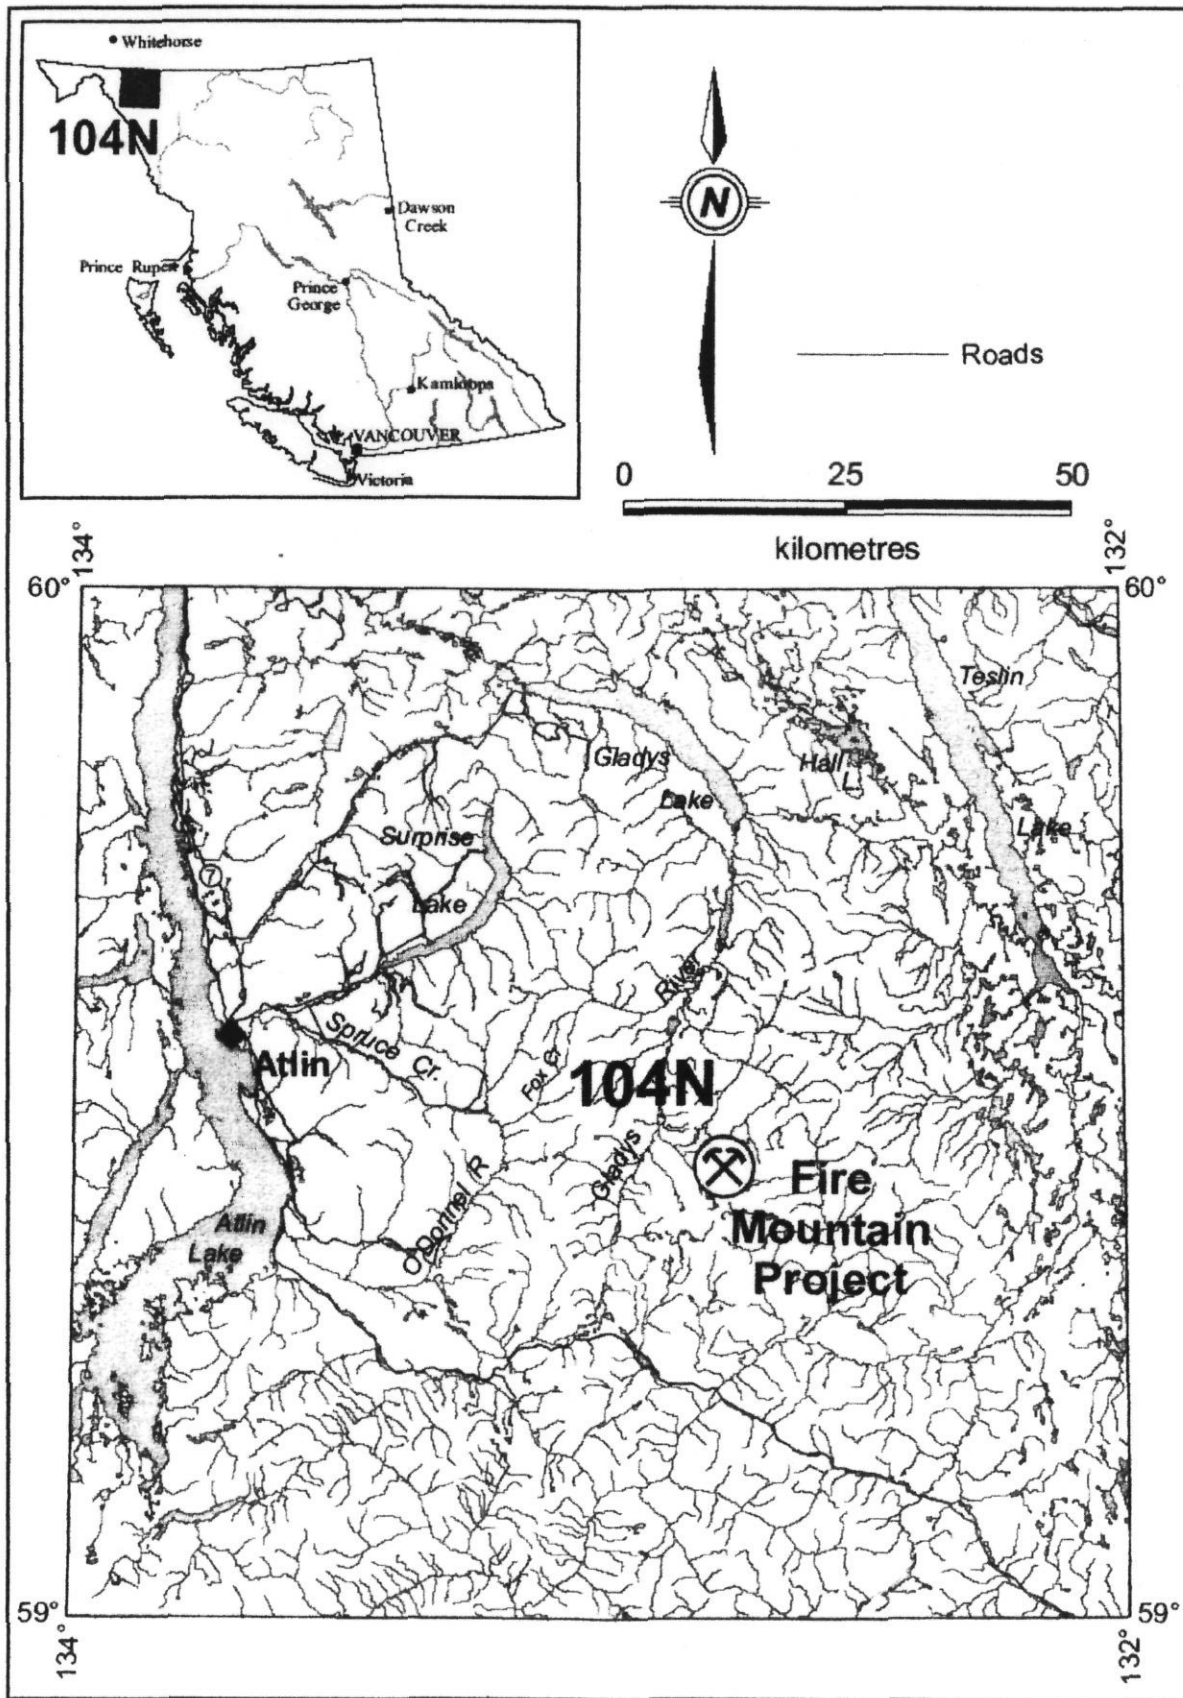 Whitehorse
104N
Dawson
Creek
Prince Rupert
Prince
George
Kamloops
VANCOUVER
Victoria
N
Roads
0 25 50
kilometres
134° 132°
60° 60°
Teslin
Lake
Hall
L.
Gladys
Lake
Surprise
Lake
7
River
Spruce Cr.
Atlin
Fox Cr.
104N
Gladys
O'Donnel R
Fire
Mountain
Project
Atlin
Lake
59° 59°
134° 132°